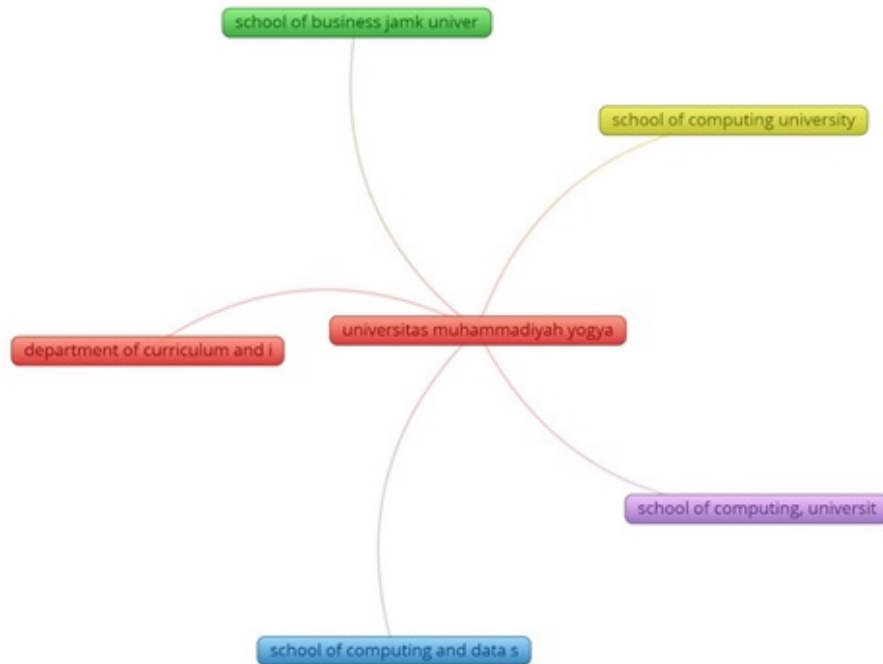 school of business jamk univer
school of computing university
universitas muhammadiyah yogya
department of curriculum and i
school of computing, universit
school of computing and data s